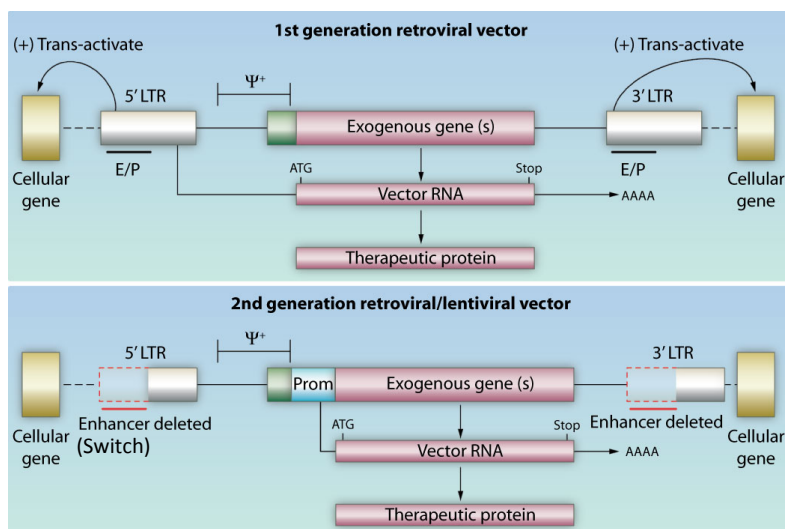 1st generation retroviral vector
(+) Trans-activate
(+) Trans-activate
5' LTR
Ψ+
3' LTR
Exogenous gene (s)
E/P
E/P
Cellular
gene
Cellular
gene
ATG
Stop
Vector RNA
AAAA
Therapeutic protein
2nd generation retroviral/lentiviral vector
5' LTR
Ψ+
3' LTR
Prom
Exogenous gene (s)
Enhancer deleted
(Switch)
Enhancer deleted
Cellular
gene
Cellular
gene
ATG
Stop
Vector RNA
AAAA
Therapeutic protein